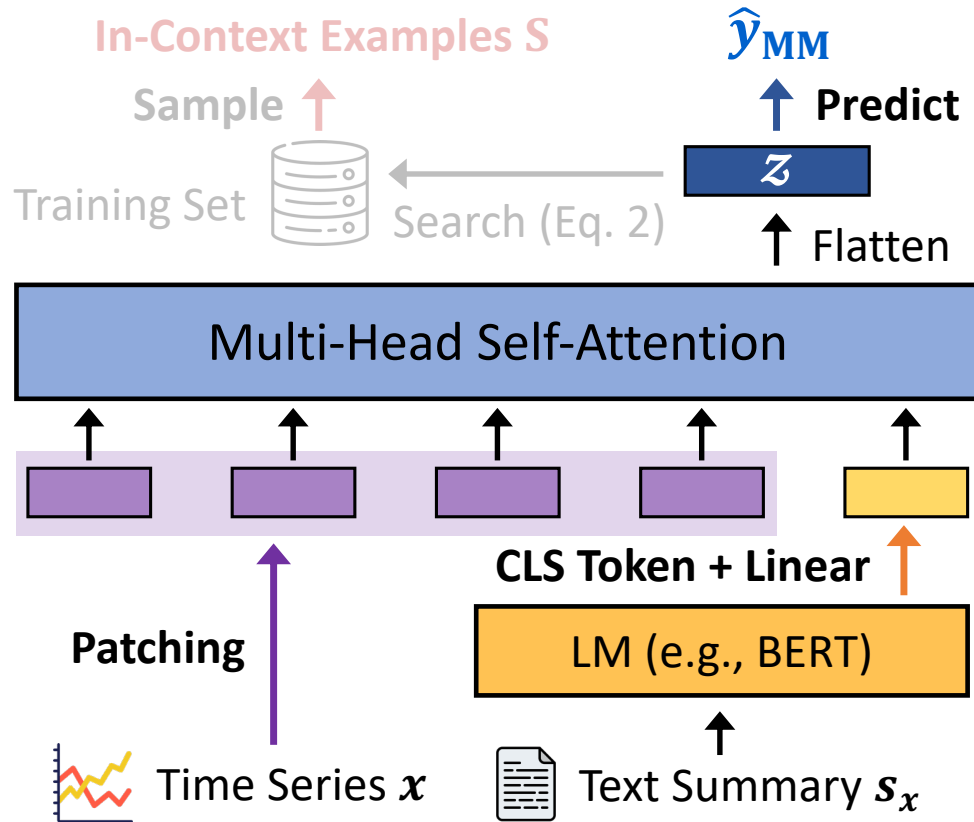 In-Context Examples S
ŷMM
Sample
Predict
Training Set
z
Search (Eq. 2)
Flatten
Multi-Head Self-Attention
CLS Token + Linear
Patching
LM (e.g., BERT)
Time Series x
Text Summary sx